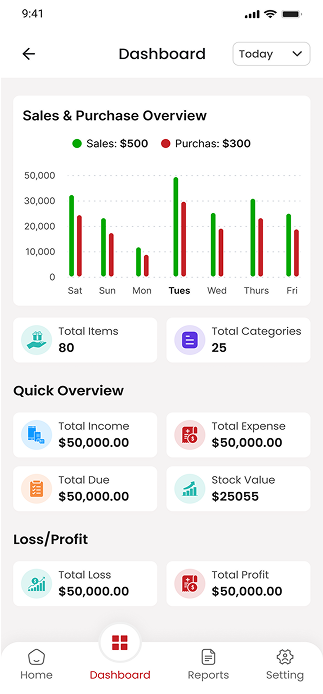 9:41
Dashboard
Today
Sales & Purchase Overview
Sales: $500 Purchas: $300
50,000
30,000
20,000
10,000
0
Sat Sun Mon Tues Wed Thurs Fri
Total Items
80
Total Categories
25
Quick Overview
Total Income
$50,000.00
Total Expense
$50,000.00
Total Due
$50,000.00
Stock Value
$25055
Loss/Profit
Total Loss
$50,000.00
Total Profit
$50,000.00
Home Dashboard Reports Setting